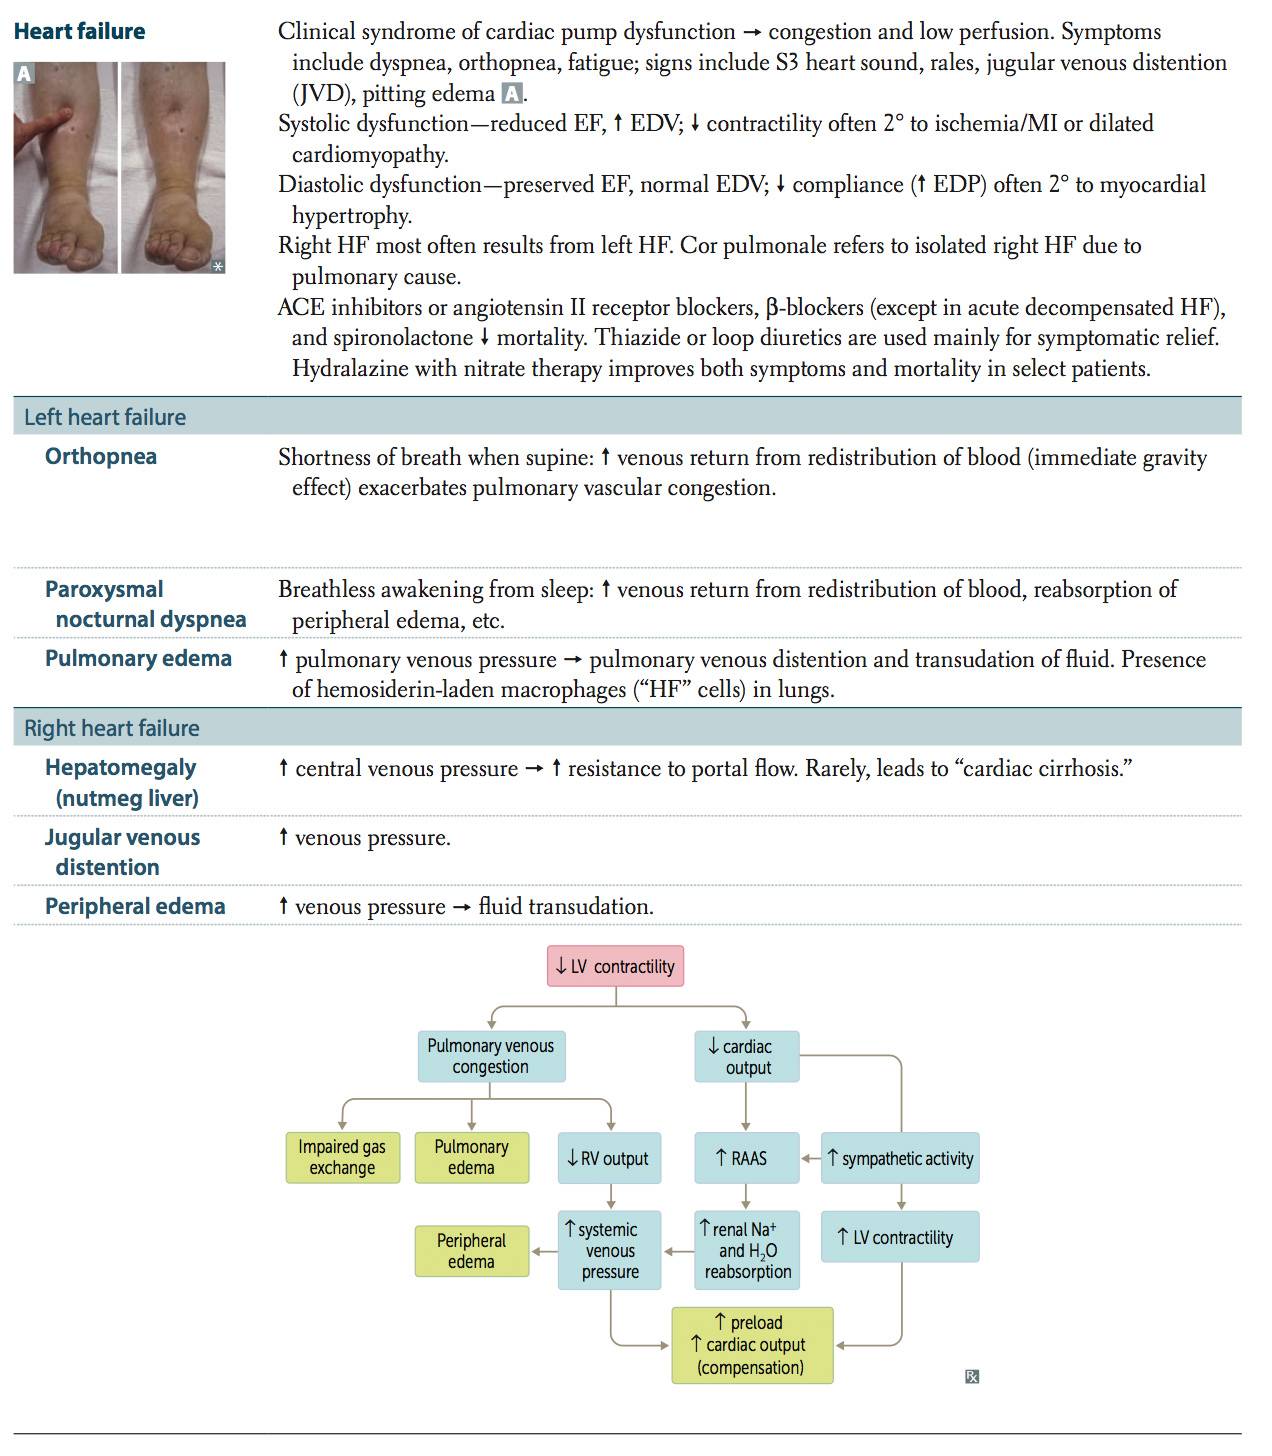 Heart failure
A
Clinical syndrome of cardiac pump dysfunction → congestion and low perfusion. Symptoms
include dyspnea, orthopnea, fatigue; signs include S3 heart sound, rales, jugular venous distention
(JVD), pitting edema A.
Systolic dysfunction—reduced EF, ↑ EDV; ↓ contractility often 2° to ischemia/MI or dilated
cardiomyopathy.
Diastolic dysfunction—preserved EF, normal EDV; ↓ compliance (↑ EDP) often 2° to myocardial
hypertrophy.
Right HF most often results from left HF. Cor pulmonale refers to isolated right HF due to
pulmonary cause.
ACE inhibitors or angiotensin II receptor blockers, β-blockers (except in acute decompensated HF),
and spironolactone ↓ mortality. Thiazide or loop diuretics are used mainly for symptomatic relief.
Hydralazine with nitrate therapy improves both symptoms and mortality in select patients.
Left heart failure
Orthopnea
Shortness of breath when supine: ↑ venous return from redistribution of blood (immediate gravity
effect) exacerbates pulmonary vascular congestion.
Paroxysmal
nocturnal dyspnea
Breathless awakening from sleep: ↑ venous return from redistribution of blood, reabsorption of
peripheral edema, etc.
Pulmonary edema
↑ pulmonary venous pressure → pulmonary venous distention and transudation of fluid. Presence
of hemosiderin-laden macrophages (“HF” cells) in lungs.
Right heart failure
Hepatomegaly
(nutmeg liver)
↑ central venous pressure → ↑ resistance to portal flow. Rarely, leads to “cardiac cirrhosis.”
Jugular venous
distention
↑ venous pressure.
Peripheral edema
↑ venous pressure → fluid transudation.
↓ LV contractility
Pulmonary venous
congestion
↓ cardiac
output
Impaired gas
exchange
Pulmonary
edema
↓ RV output
↑ RAAS
↑ sympathetic activity
Peripheral
edema
↑ systemic
venous
pressure
↑ renal Na⁺
and H₂O
reabsorption
↑ LV contractility
↑ preload
↑ cardiac output
(compensation)
℞